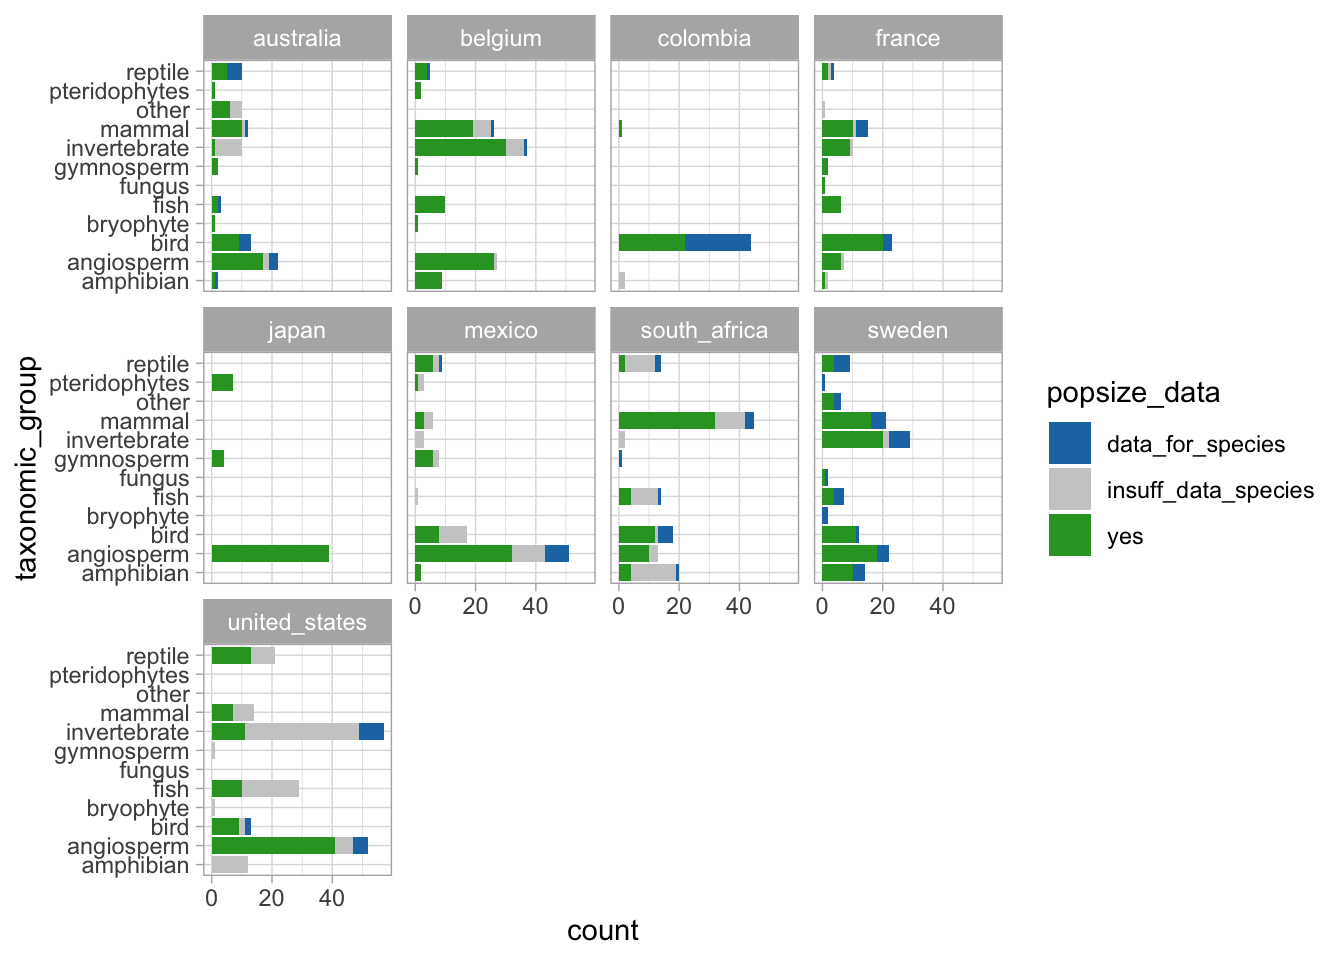 australia belgium colombia france
reptile
pteridophytes
other
mammal
invertebrate
gymnosperm
fungus
fish
bryophyte
bird
angiosperm
amphibian
japan mexico south_africa sweden
reptile
pteridophytes
other
mammal
invertebrate
gymnosperm
fungus
fish
bryophyte
bird
angiosperm
amphibian
0 20 40 0 20 40 0 20 40
united_states
reptile
pteridophytes
other
mammal
invertebrate
gymnosperm
fungus
fish
bryophyte
bird
angiosperm
amphibian
0 20 40
count
taxonomic_group
popsize_data
data_for_species
insuff_data_species
yes